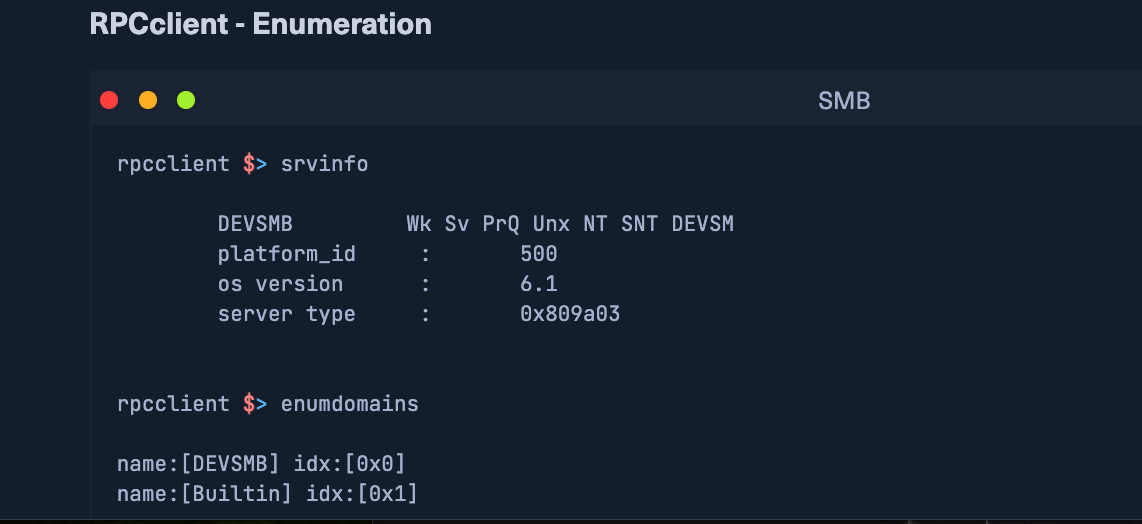 RPCclient - Enumeration
SMB
rpcclient $> srvinfo
DEVSMB Wk Sv PrQ Unx NT SNT DEVSM
platform_id : 500
os version : 6.1
server type : 0x809a03
rpcclient $> enumdomains
name:[DEVSMB] idx:[0x0]
name:[Builtin] idx:[0x1]